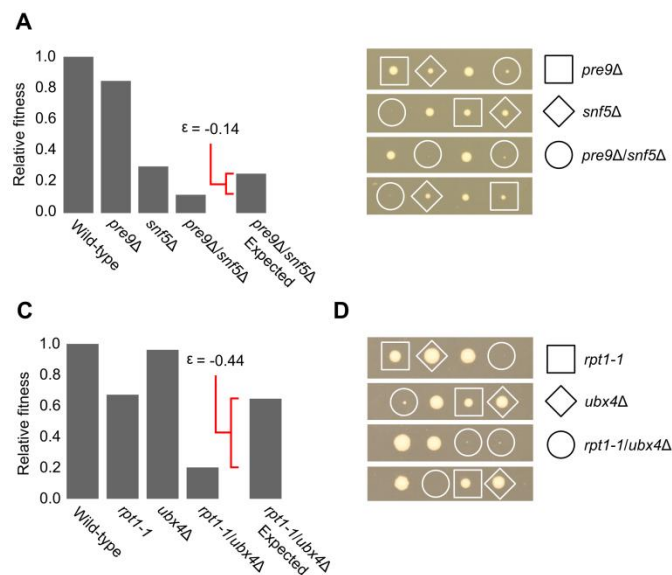 A
Relative fitness
1.0
0.8
0.6
0.4
0.2
0.0
ε = -0.14
Wild-type
pre9Δ
snf5Δ
pre9Δ/snf5Δ
pre9Δ/snf5Δ
Expected
pre9Δ
snf5Δ
pre9Δ/snf5Δ
C
Relative fitness
1.0
0.8
0.6
0.4
0.2
0.0
ε = -0.44
Wild-type
rpt1-1
ubx4Δ
rpt1-1/ubx4Δ
rpt1-1/ubx4Δ
Expected
D
rpt1-1
ubx4Δ
rpt1-1/ubx4Δ